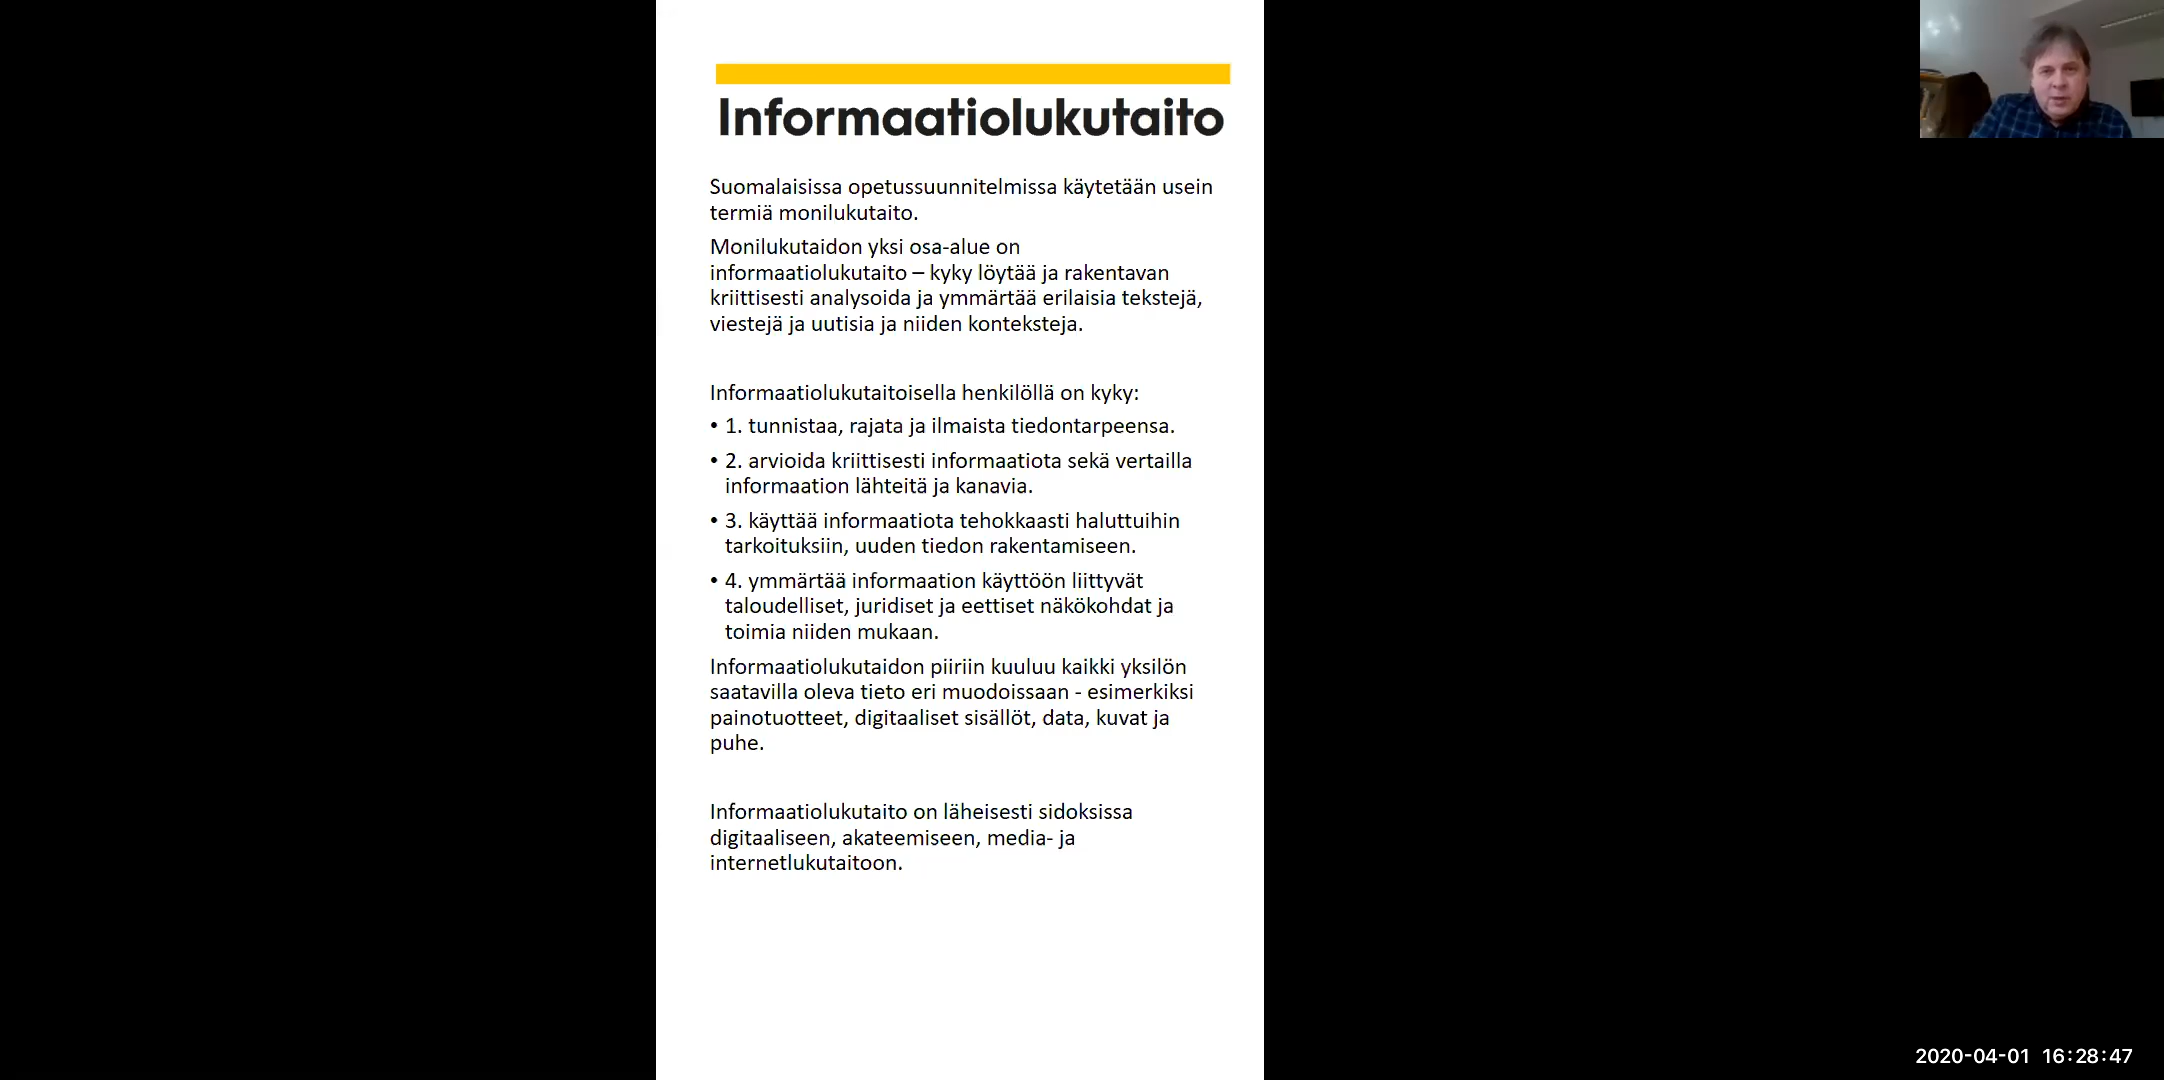 Informaatiolukutaito
Suomalaisissa opetussuunnitelmissa käytetään usein
termiä monilukutaito.
Monilukutaidon yksi osa-alue on
informaatiolukutaito – kyky löytää ja rakentavan
kriittisesti analysoida ja ymmärtää erilaisia tekstejä,
viestejä ja uutisia ja niiden konteksteja.
Informaatiolukutaitoisella henkilöllä on kyky:
• 1. tunnistaa, rajata ja ilmaista tiedontarpeensa.
• 2. arvioida kriittisesti informaatiota sekä vertailla
informaation lähteitä ja kanavia.
• 3. käyttää informaatiota tehokkaasti haluttuihin
tarkoituksiin, uuden tiedon rakentamiseen.
• 4. ymmärtää informaation käyttöön liittyvät
taloudelliset, juridiset ja eettiset näkökohdat ja
toimia niiden mukaan.
Informaatiolukutaidon piiriin kuuluu kaikki yksilön
saatavilla oleva tieto eri muodoissaan - esimerkiksi
painotuotteet, digitaaliset sisällöt, data, kuvat ja
puhe.
Informaatiolukutaito on läheisesti sidoksissa
digitaaliseen, akateemiseen, media- ja
internetlukutaitoon.
2020-04-01 16:28:47